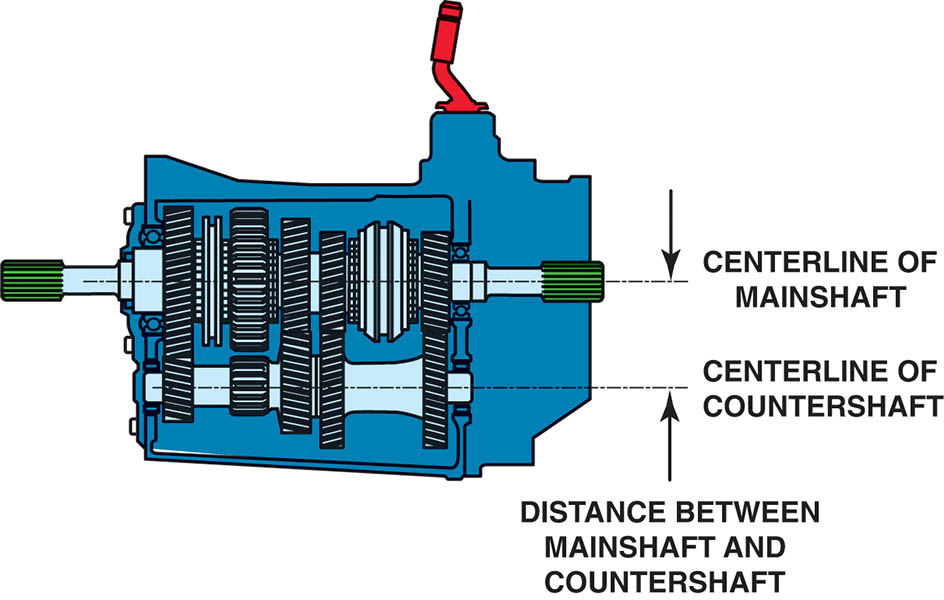 CENTERLINE OF
MAINSHAFT
CENTERLINE OF
COUNTERSHAFT
DISTANCE BETWEEN
MAINSHAFT AND
COUNTERSHAFT